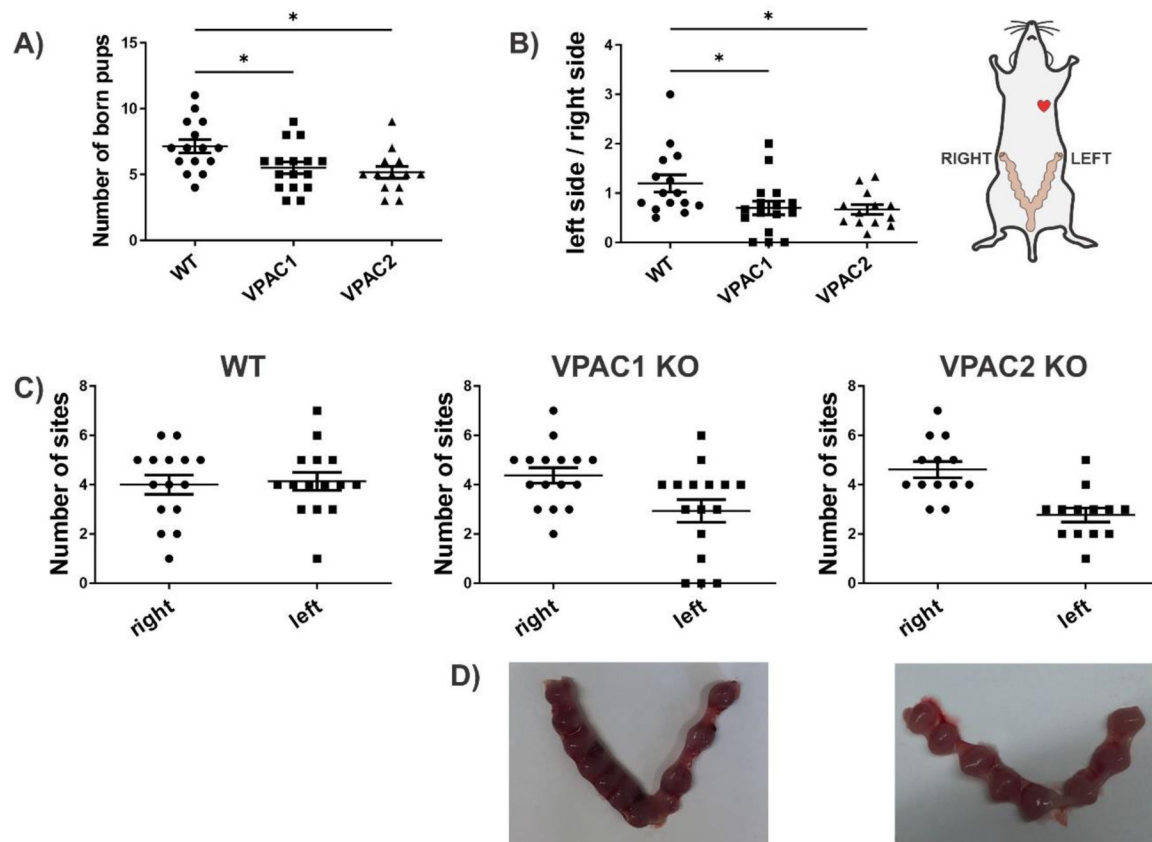 A)
Number of born pups
15
10
5
0
*
*
WT
VPAC1
VPAC2
B)
left side / right side
4
3
2
1
0
*
*
WT
VPAC1
VPAC2
RIGHT
LEFT
C)
WT
Number of sites
8
6
4
2
0
right
left
VPAC1 KO
Number of sites
8
6
4
2
0
right
left
VPAC2 KO
Number of sites
8
6
4
2
0
right
left
D)